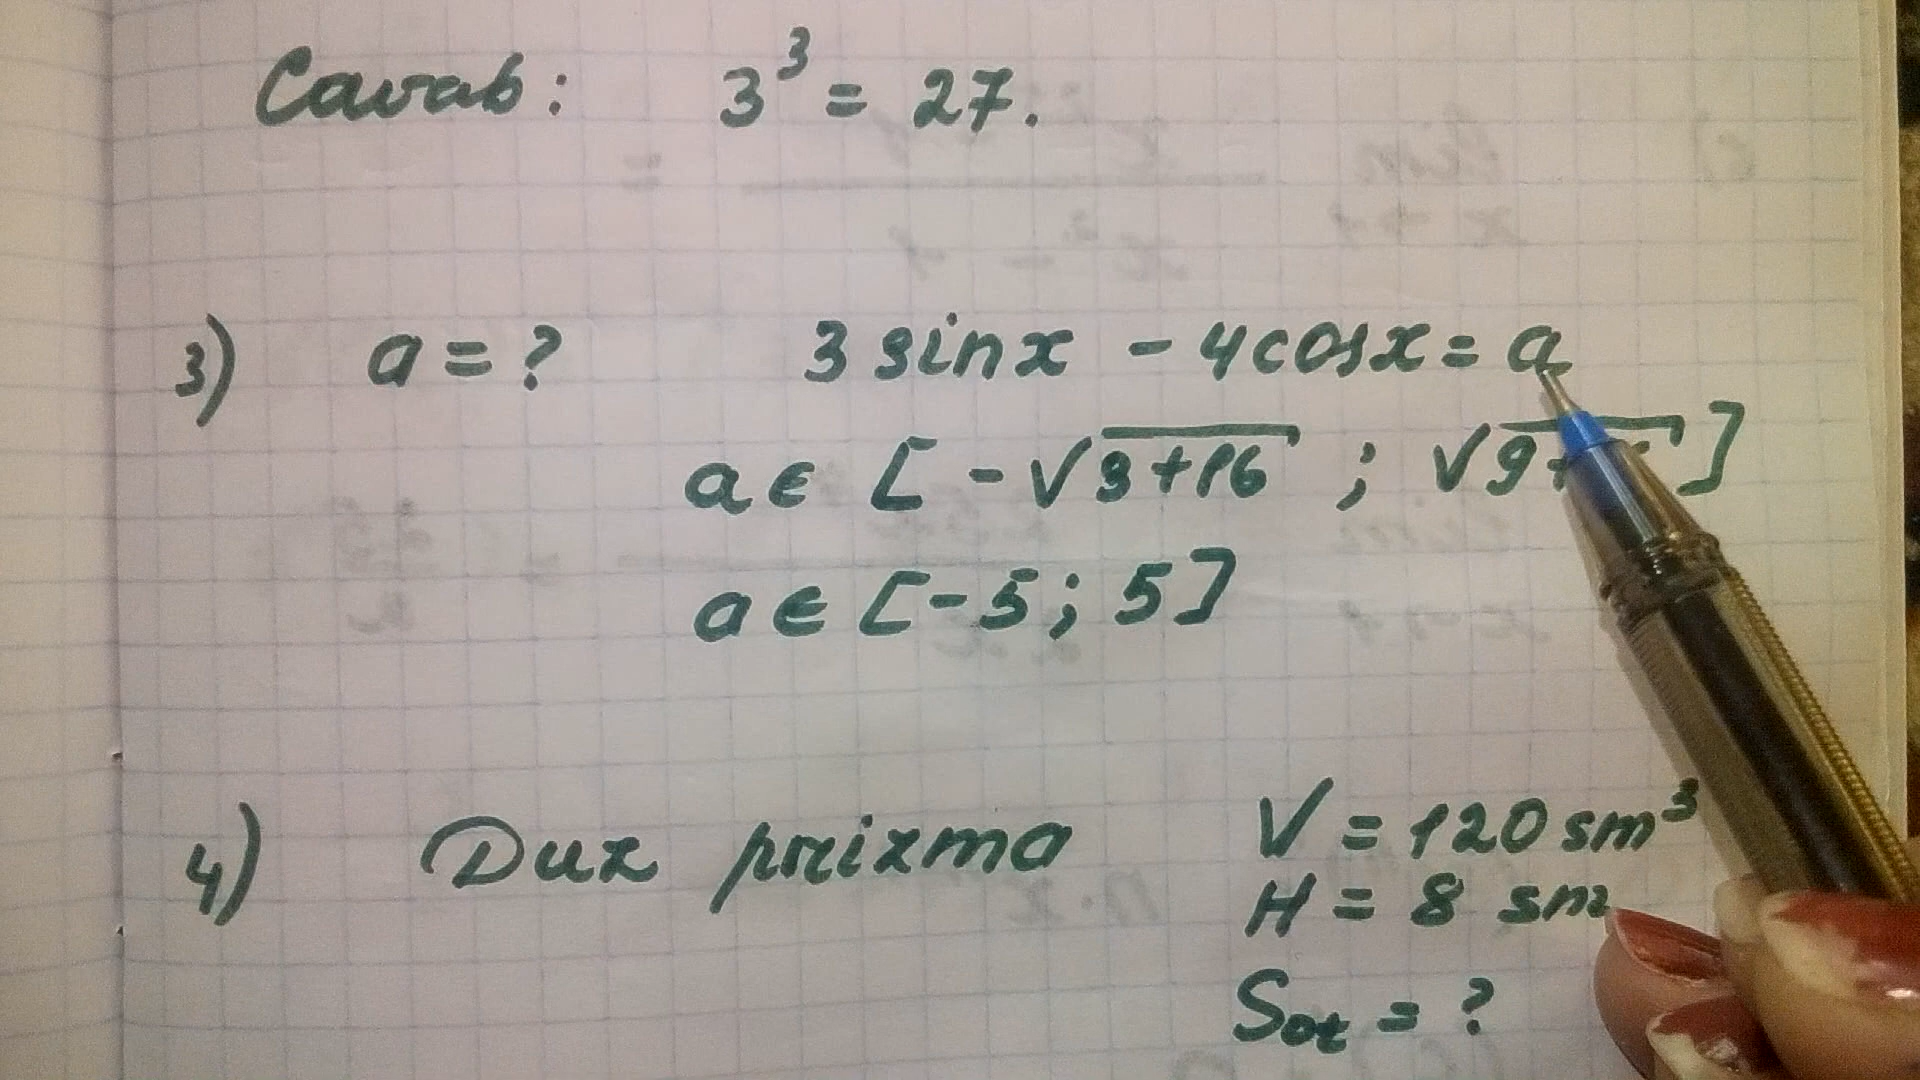 Cavab: 3³ = 27.
3) a = ? 3 sinx - 4cosx = a
a ∈ [ -√9+16 ; √9+ ]
a ∈ [-5; 5]
4) Duz prizma V = 120 sm³
H = 8 sm
Sot = ?